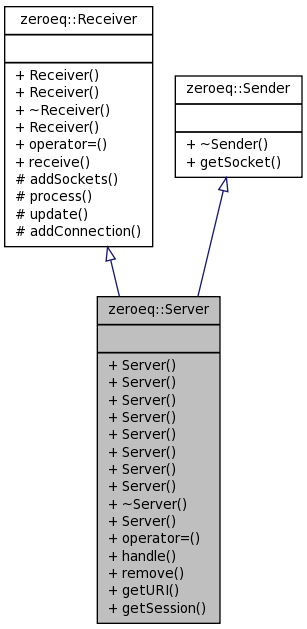 zeroeq::Receiver
+ Receiver()
+ Receiver()
+ ~Receiver()
+ Receiver()
+ operator=()
+ receive()
# addSockets()
# process()
# update()
# addConnection()
zeroeq::Sender
+ ~Sender()
+ getSocket()
zeroeq::Server
+ Server()
+ Server()
+ Server()
+ Server()
+ Server()
+ Server()
+ Server()
+ Server()
+ ~Server()
+ Server()
+ operator=()
+ handle()
+ remove()
+ getURI()
+ getSession()